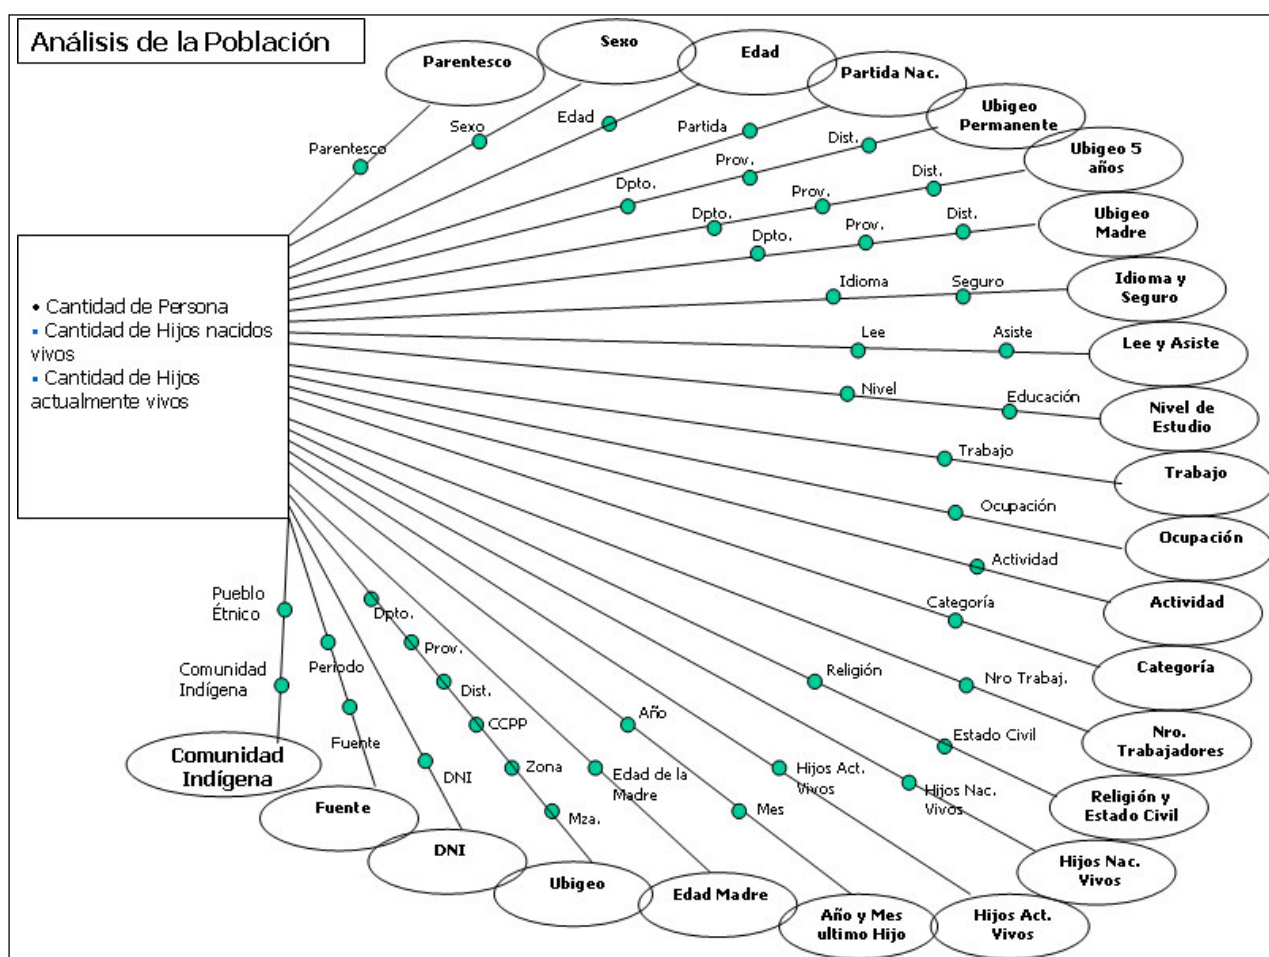 Análisis de la Población
Parentesco
Sexo
Edad
Partida Nac.
Ubigeo
Permanente
Ubigeo 5
años
Ubigeo
Madre
Idioma y
Seguro
Lee y Asiste
Nivel de
Estudio
Trabajo
Ocupación
Actividad
Categoría
Nro.
Trabajadores
Religión y
Estado Civil
Hijos Nac.
Vivos
Hijos Act.
Vivos
Año y Mes
ultimo Hijo
Edad Madre
Ubigeo
DNI
Fuente
Comunidad
Indígena
• Cantidad de Persona
▪ Cantidad de Hijos nacidos
vivos
▪ Cantidad de Hijos
actualmente vivos
Parentesco
Sexo
Edad
Partida
Dpto.
Prov.
Dist.
Dpto.
Prov.
Dist.
Dpto.
Prov.
Dist.
Idioma
Seguro
Lee
Asiste
Nivel
Educación
Trabajo
Ocupación
Actividad
Categoría
Nro Trabaj.
Religión
Estado Civil
Hijos Nac.
Vivos
Hijos Act.
Vivos
Año
Mes
Edad de la
Madre
Dpto.
Prov.
Dist.
CCPP
Zona
Mza.
DNI
Periodo
Fuente
Pueblo
Étnico
Comunidad
Indígena